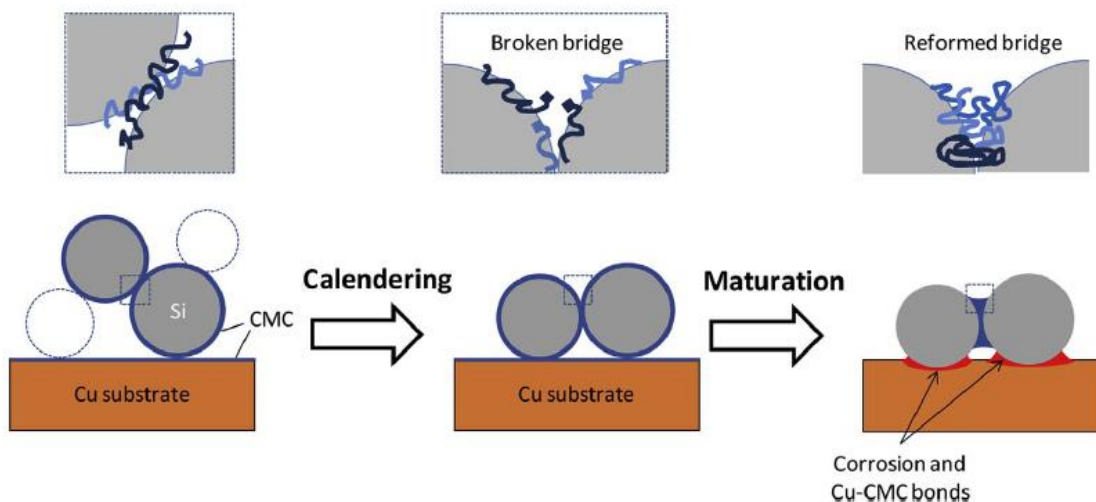 Broken bridge
Reformed bridge
Calendering
Maturation
Si
CMC
Cu substrate
Cu substrate
Corrosion and
Cu-CMC bonds